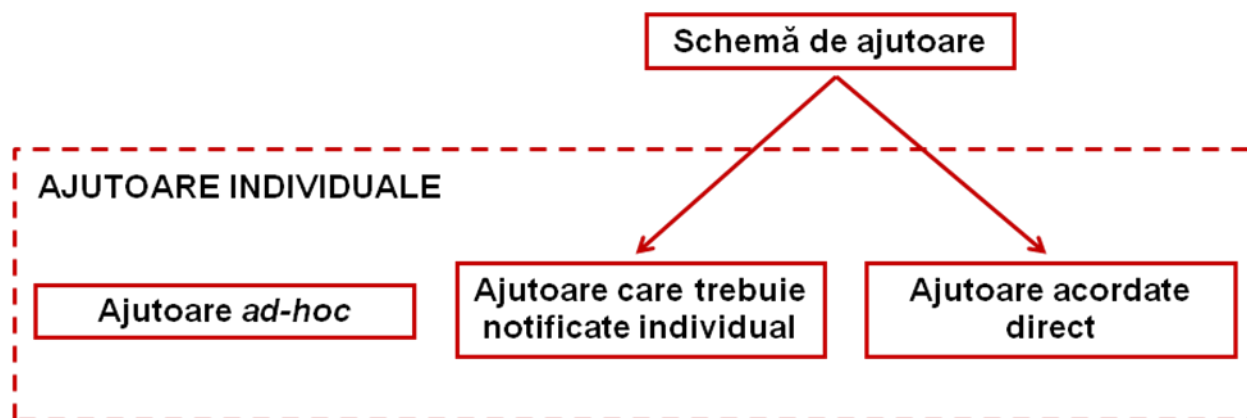 Schemă de ajutoare
AJUTOARE INDIVIDUALE
Ajutoare ad-hoc
Ajutoare care trebuie
notificate individual
Ajutoare acordate
direct